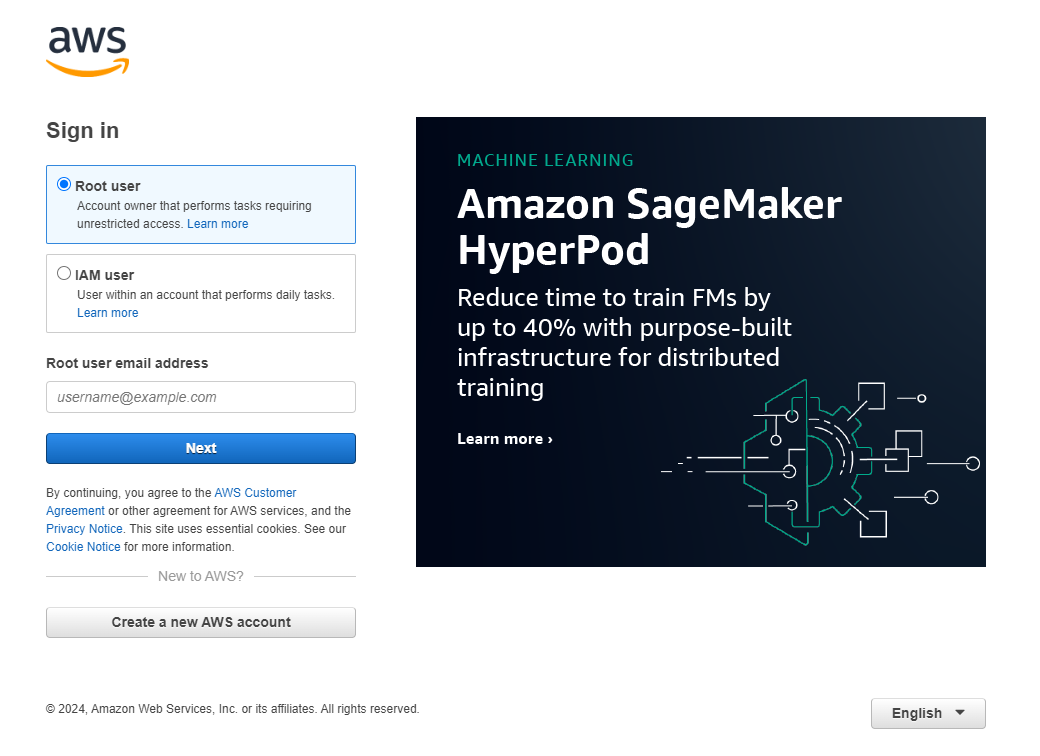 aws
Sign in
Root user
Account owner that performs tasks requiring
unrestricted access. Learn more
IAM user
User within an account that performs daily tasks.
Learn more
Root user email address
username@example.com
Next
By continuing, you agree to the AWS Customer
Agreement or other agreement for AWS services, and the
Privacy Notice. This site uses essential cookies. See our
Cookie Notice for more information.
New to AWS?
Create a new AWS account
MACHINE LEARNING
Amazon SageMaker
HyperPod
Reduce time to train FMs by
up to 40% with purpose-built
infrastructure for distributed
training
Learn more ›
© 2024, Amazon Web Services, Inc. or its affiliates. All rights reserved.
English